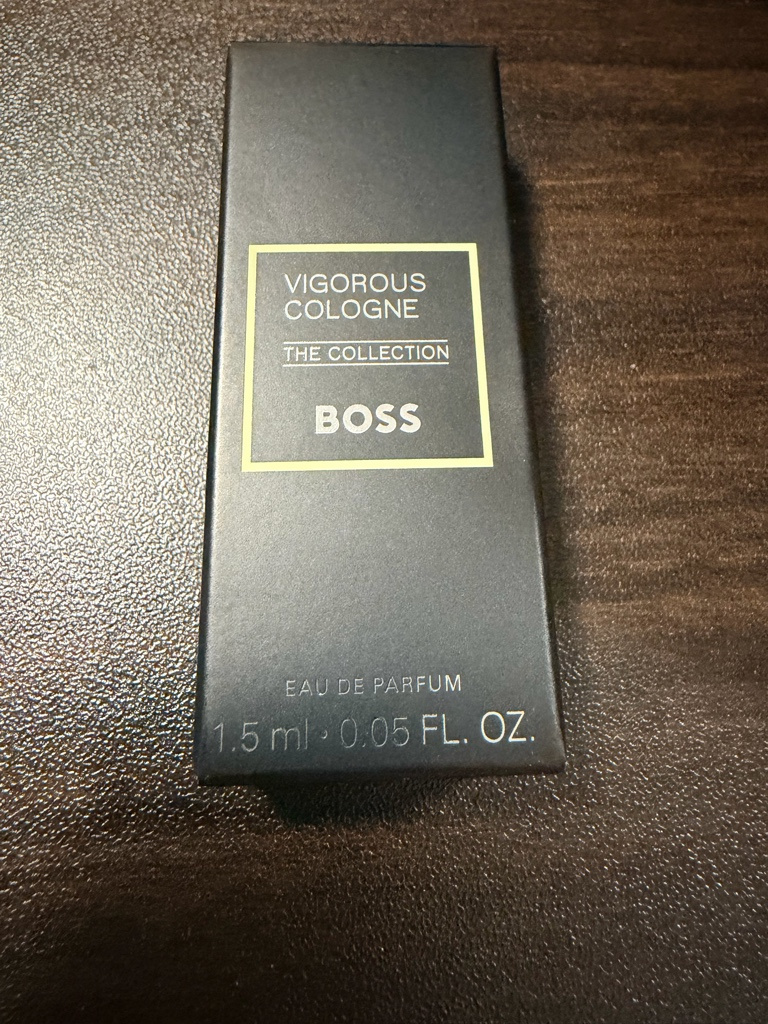 VIGOROUS
COLOGNE
THE COLLECTION
BOSS
EAU DE PARFUM
1.5 ml · 0.05 FL. OZ.